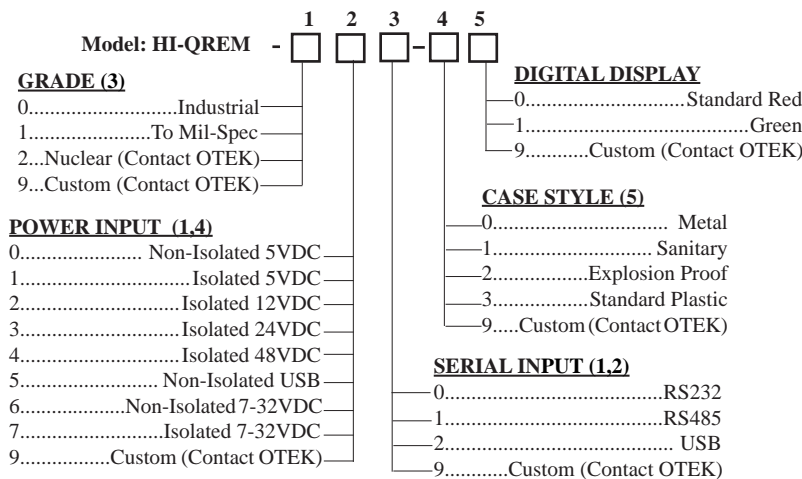 1 2 3 4 5
Model: HI-QREM - -
GRADE (3)
0..............................Industrial
1........................To Mil-Spec
2...Nuclear (Contact OTEK)
9...Custom (Contact OTEK)
POWER INPUT (1,4)
0..................... Non-Isolated 5VDC
1...............................Isolated 5VDC
2.............................Isolated 12VDC
3.............................Isolated 24VDC
4.............................Isolated 48VDC
5........................ Non-Isolated USB
6...................Non-Isolated 7-32VDC
7..........................Isolated 7-32VDC
9.................Custom (Contact OTEK)
DIGITAL DISPLAY
0..............................Standard Red
1..........................................Green
9............Custom (Contact OTEK)
CASE STYLE (5)
0............................... Metal
1............................ Sanitary
2.................Explosion Proof
3.................Standard Plastic
9.....Custom (Contact OTEK)
SERIAL INPUT (1,2)
0.......................................RS232
1.......................................RS485
2........................................ USB
9............Custom (Contact OTEK)